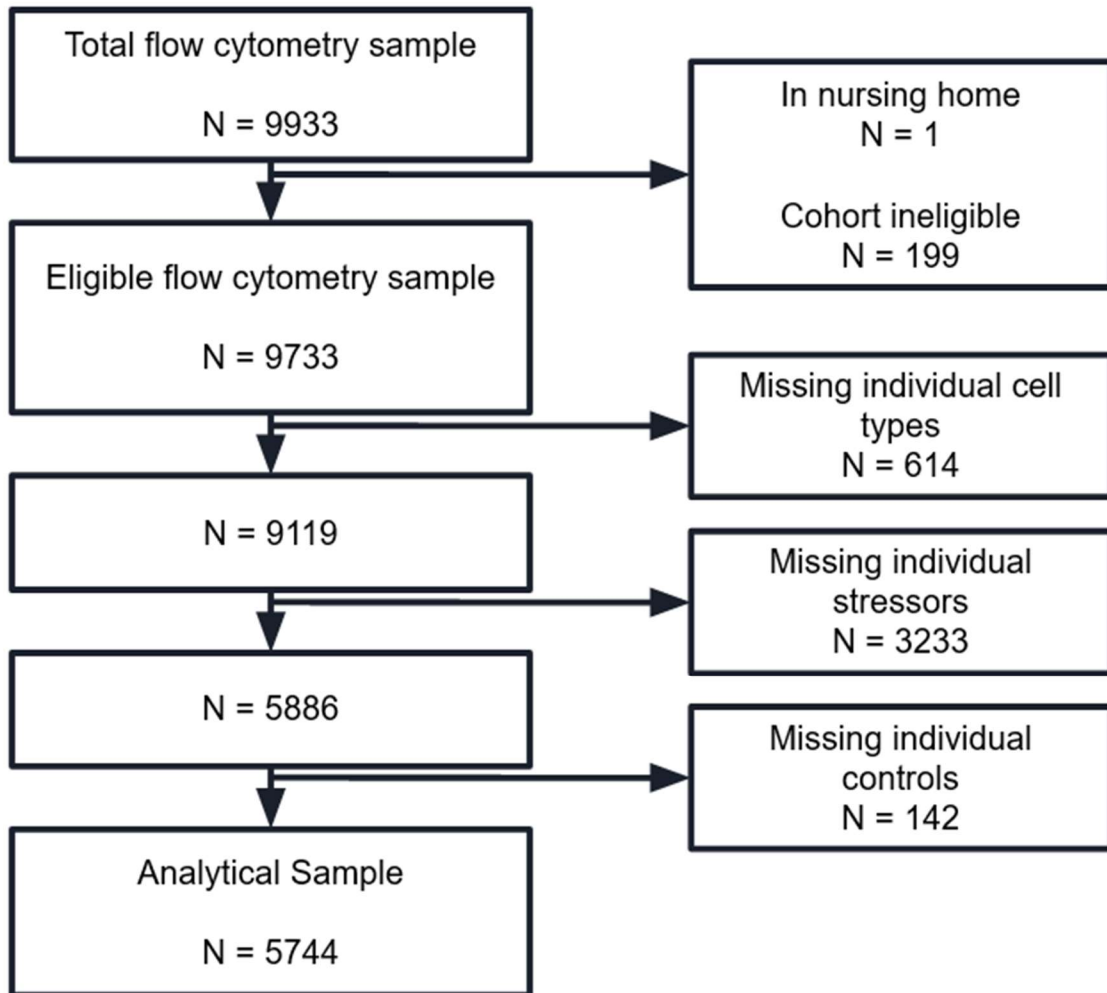 Total flow cytometry sample
N = 9933
In nursing home
N = 1
Cohort ineligible
N = 199
Eligible flow cytometry sample
N = 9733
Missing individual cell
types
N = 614
N = 9119
Missing individual
stressors
N = 3233
N = 5886
Missing individual
controls
N = 142
Analytical Sample
N = 5744